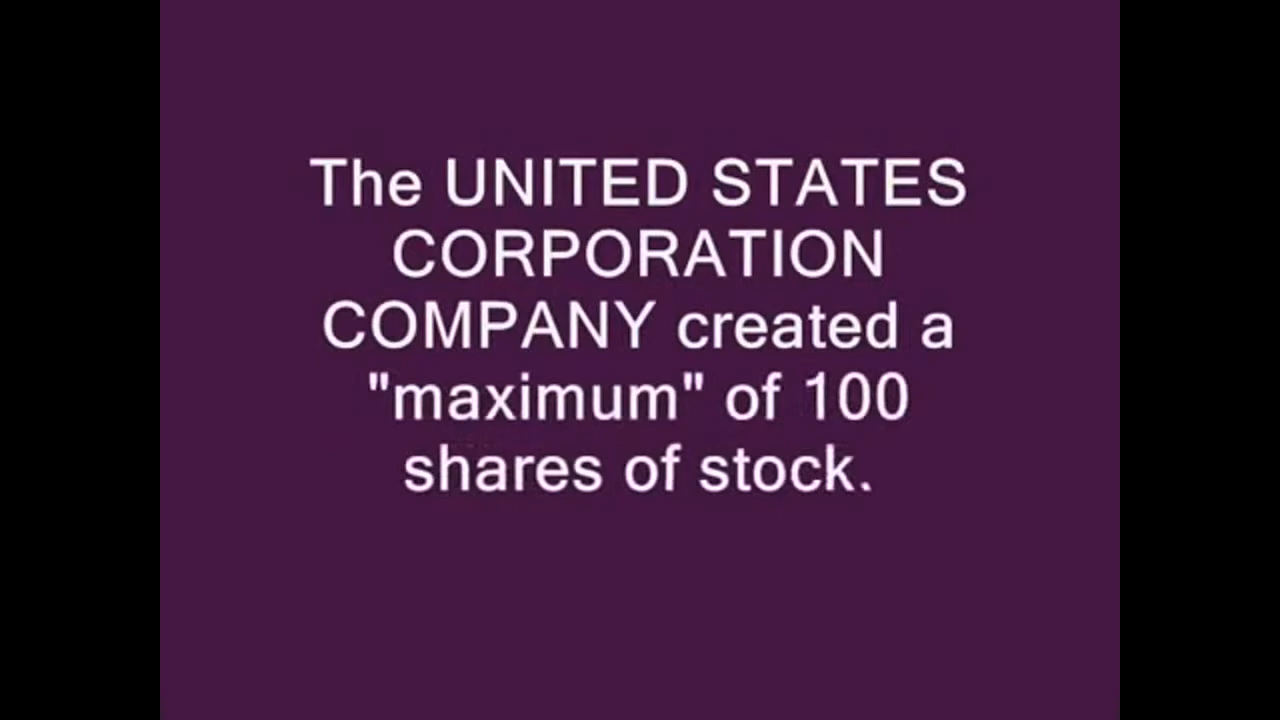 The UNITED STATES
CORPORATION
COMPANY created a
"maximum" of 100
shares of stock.